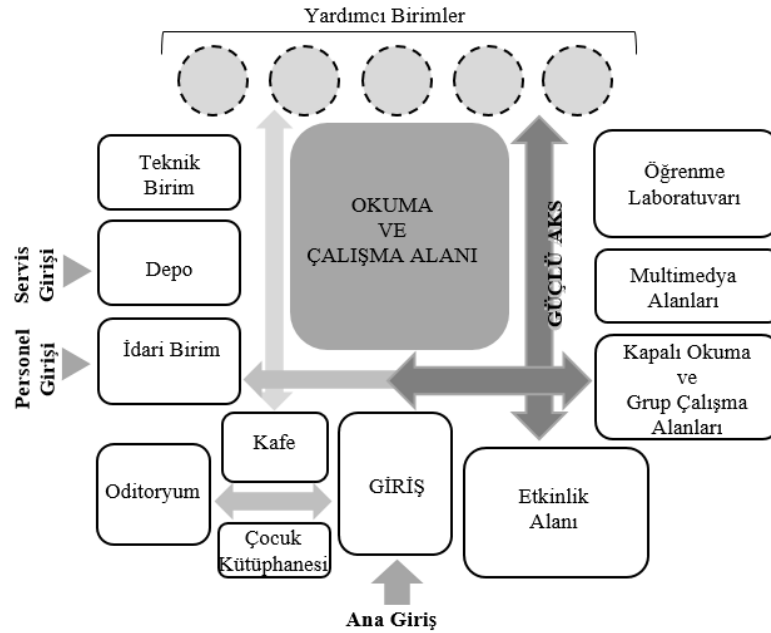 Yardımcı Birimler
Teknik
Birim
OKUMA
VE
ÇALIŞMA ALANI
GÜÇLÜ AKS
Öğrenme
Laboratuvarı
Servis
Girişi
Depo
Multimedya
Alanları
Personel
Girişi
İdari Birim
Kapalı Okuma
ve
Grup Çalışma
Alanları
Kafe
Oditoryum
GİRİŞ
Etkinlik
Alanı
Çocuk
Kütüphanesi
Ana Giriş